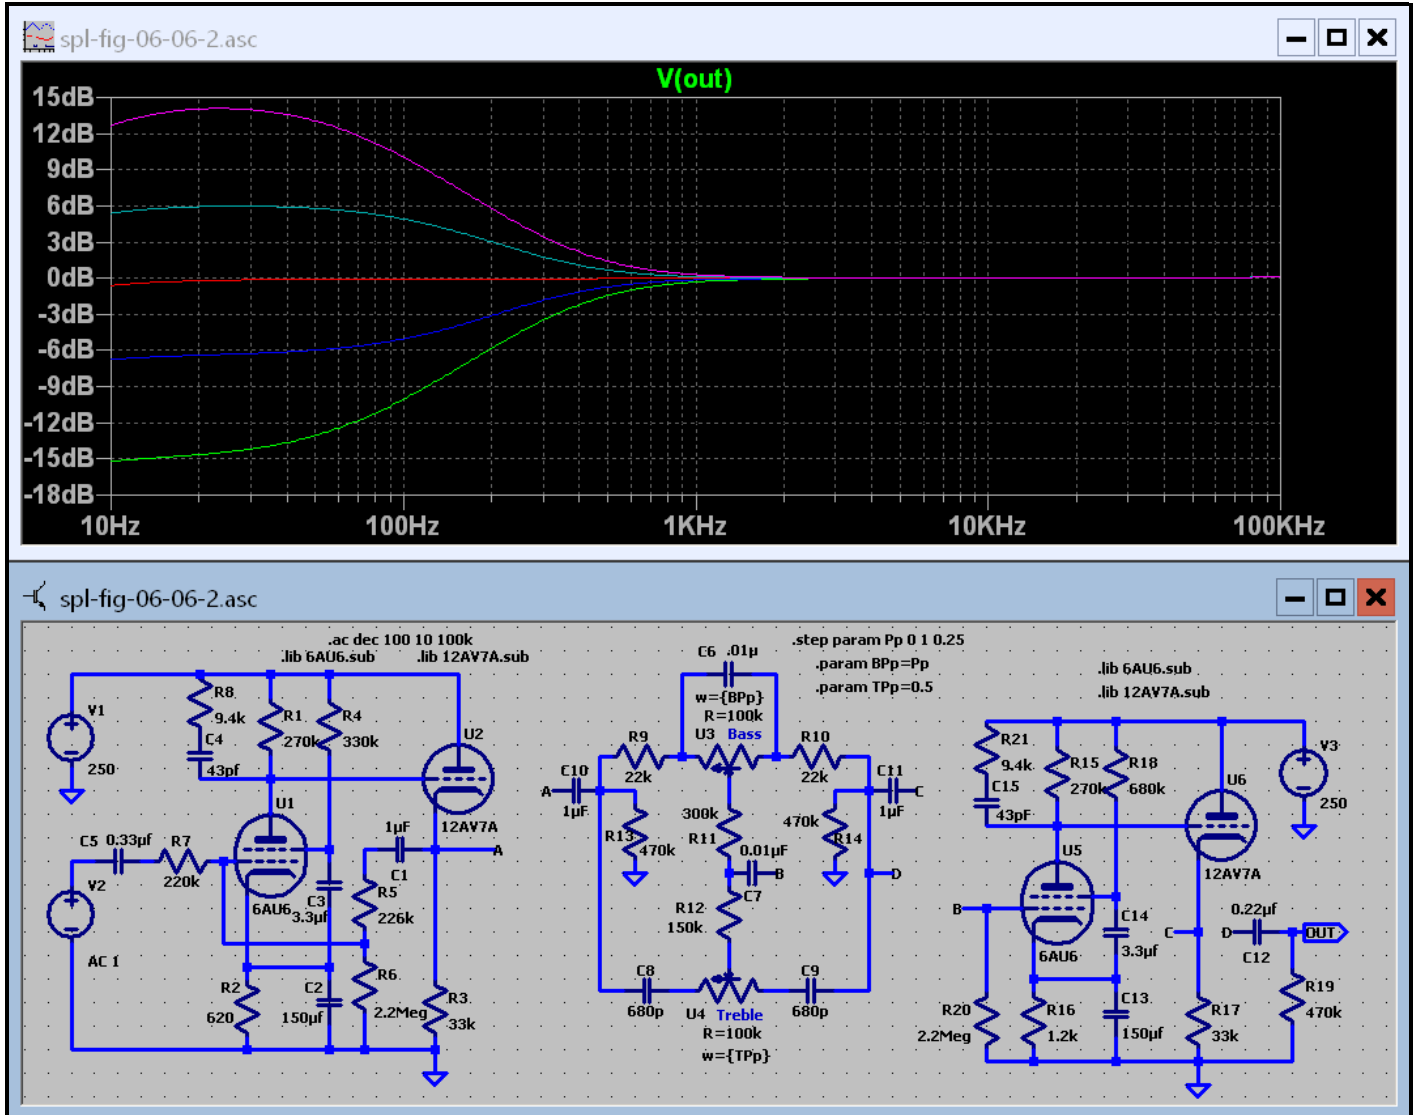 spl-fig-06-06-2.asc
V(out)
15dB
12dB
9dB
6dB
3dB
0dB
-3dB
-6dB
-9dB
-12dB
-15dB
-18dB
10Hz 100Hz 1KHz 10KHz 100KHz
spl-fig-06-06-2.asc
.ac dec 100 10 100k
.lib 6AU6.sub .lib 12AV7A.sub
V1
250
R8
9.4k
C4
43pf
R1
270k
R4
330k
U2
12AV7A
U1
6AU6
C5 0.33µf
R7
220k
V2
AC 1
C3
3.3µf
1µF
C1
A
R5
226k
R2
620
C2
150µf
R6
2.2Meg
R3
33k
.step param Pp 0 1 0.25
.param BPp=Pp
.param TPp=0.5
C6 .01µ
w={BPp}
R=100k
U3 Bass
R9
22k
R10
22k
C10
A
1µF
C11
C
1µF
R13
470k
300k
R11
470k
R14
0.01µF
B
C7
D
R12
150k
C8
680p
C9
680p
U4 Treble
R=100k
w={TPp}
.lib 6AU6.sub
.lib 12AV7A.sub
R21
9.4k
C15
43pF
R15
270k
R18
680k
U6
12AV7A
V3
250
U5
6AU6
B
C14
3.3µf
C
D
0.22µf
C12
OUT
R20
2.2Meg
R16
1.2k
C13
150µf
R17
33k
R19
470k